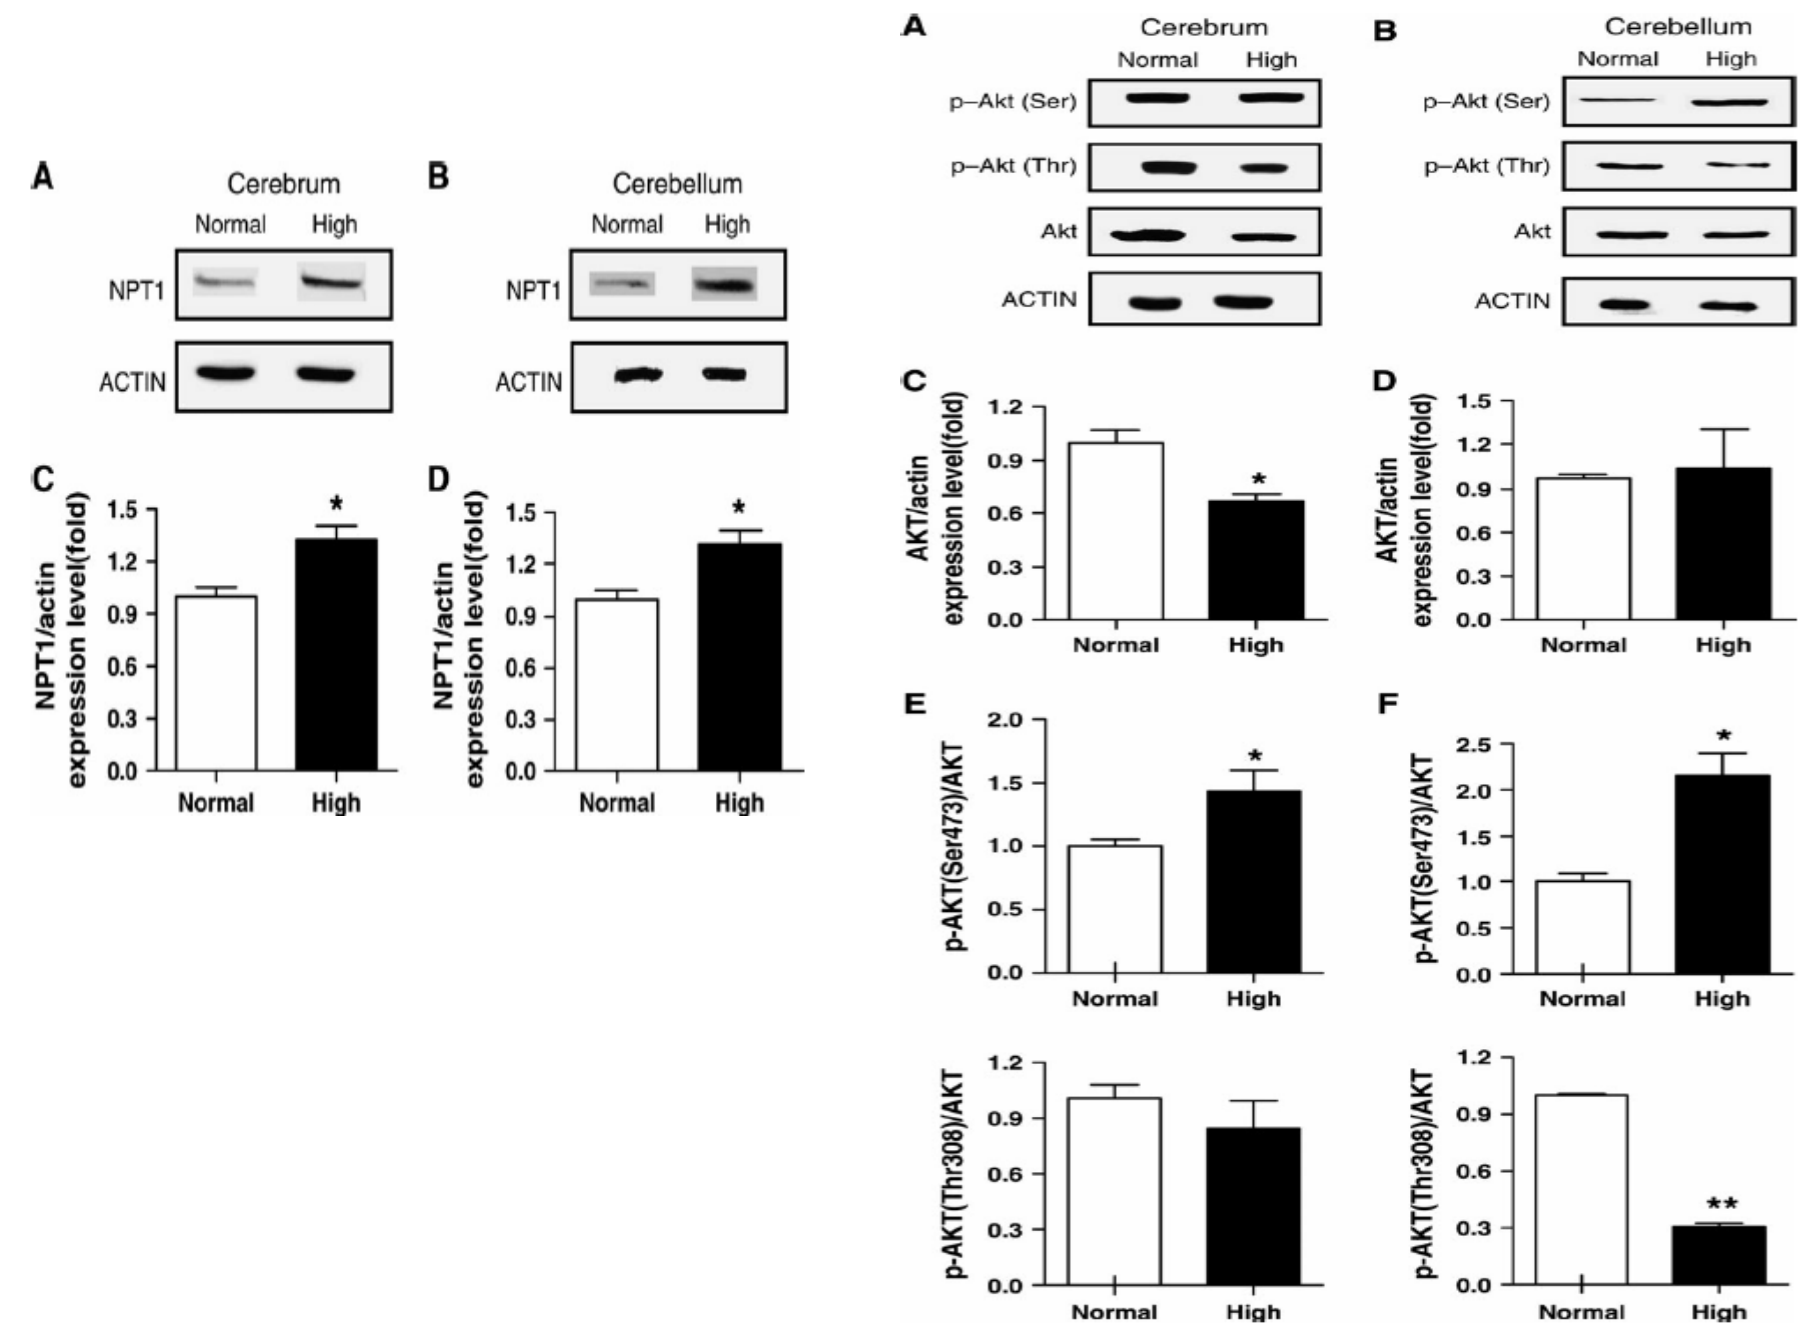 A
Cerebrum
Normal High
NPT1
ACTIN
B
Cerebellum
Normal High
NPT1
ACTIN
C
NPT1/actin
expression level(fold)
1.5
1.2
0.9
0.6
0.3
0.0
*
Normal High
D
NPT1/actin
expression level(fold)
1.5
1.2
0.9
0.6
0.3
0.0
*
Normal High
A
Cerebrum
Normal High
p–Akt (Ser)
p–Akt (Thr)
Akt
ACTIN
B
Cerebellum
Normal High
p–Akt (Ser)
p–Akt (Thr)
Akt
ACTIN
C
AKT/actin
expression level(fold)
1.2
0.9
0.6
0.3
0.0
*
Normal High
D
AKT/actin
expression level(fold)
1.5
1.2
0.9
0.6
0.3
0.0
Normal High
E
p-AKT(Ser473)/AKT
2.0
1.5
1.0
0.5
0.0
*
Normal High
F
p-AKT(Ser473)/AKT
2.5
2.0
1.5
1.0
0.5
0.0
*
Normal High
p-AKT(Thr308)/AKT
1.2
0.9
0.6
0.3
0.0
Normal High
p-AKT(Thr308)/AKT
1.2
0.9
0.6
0.3
0.0
**
Normal High